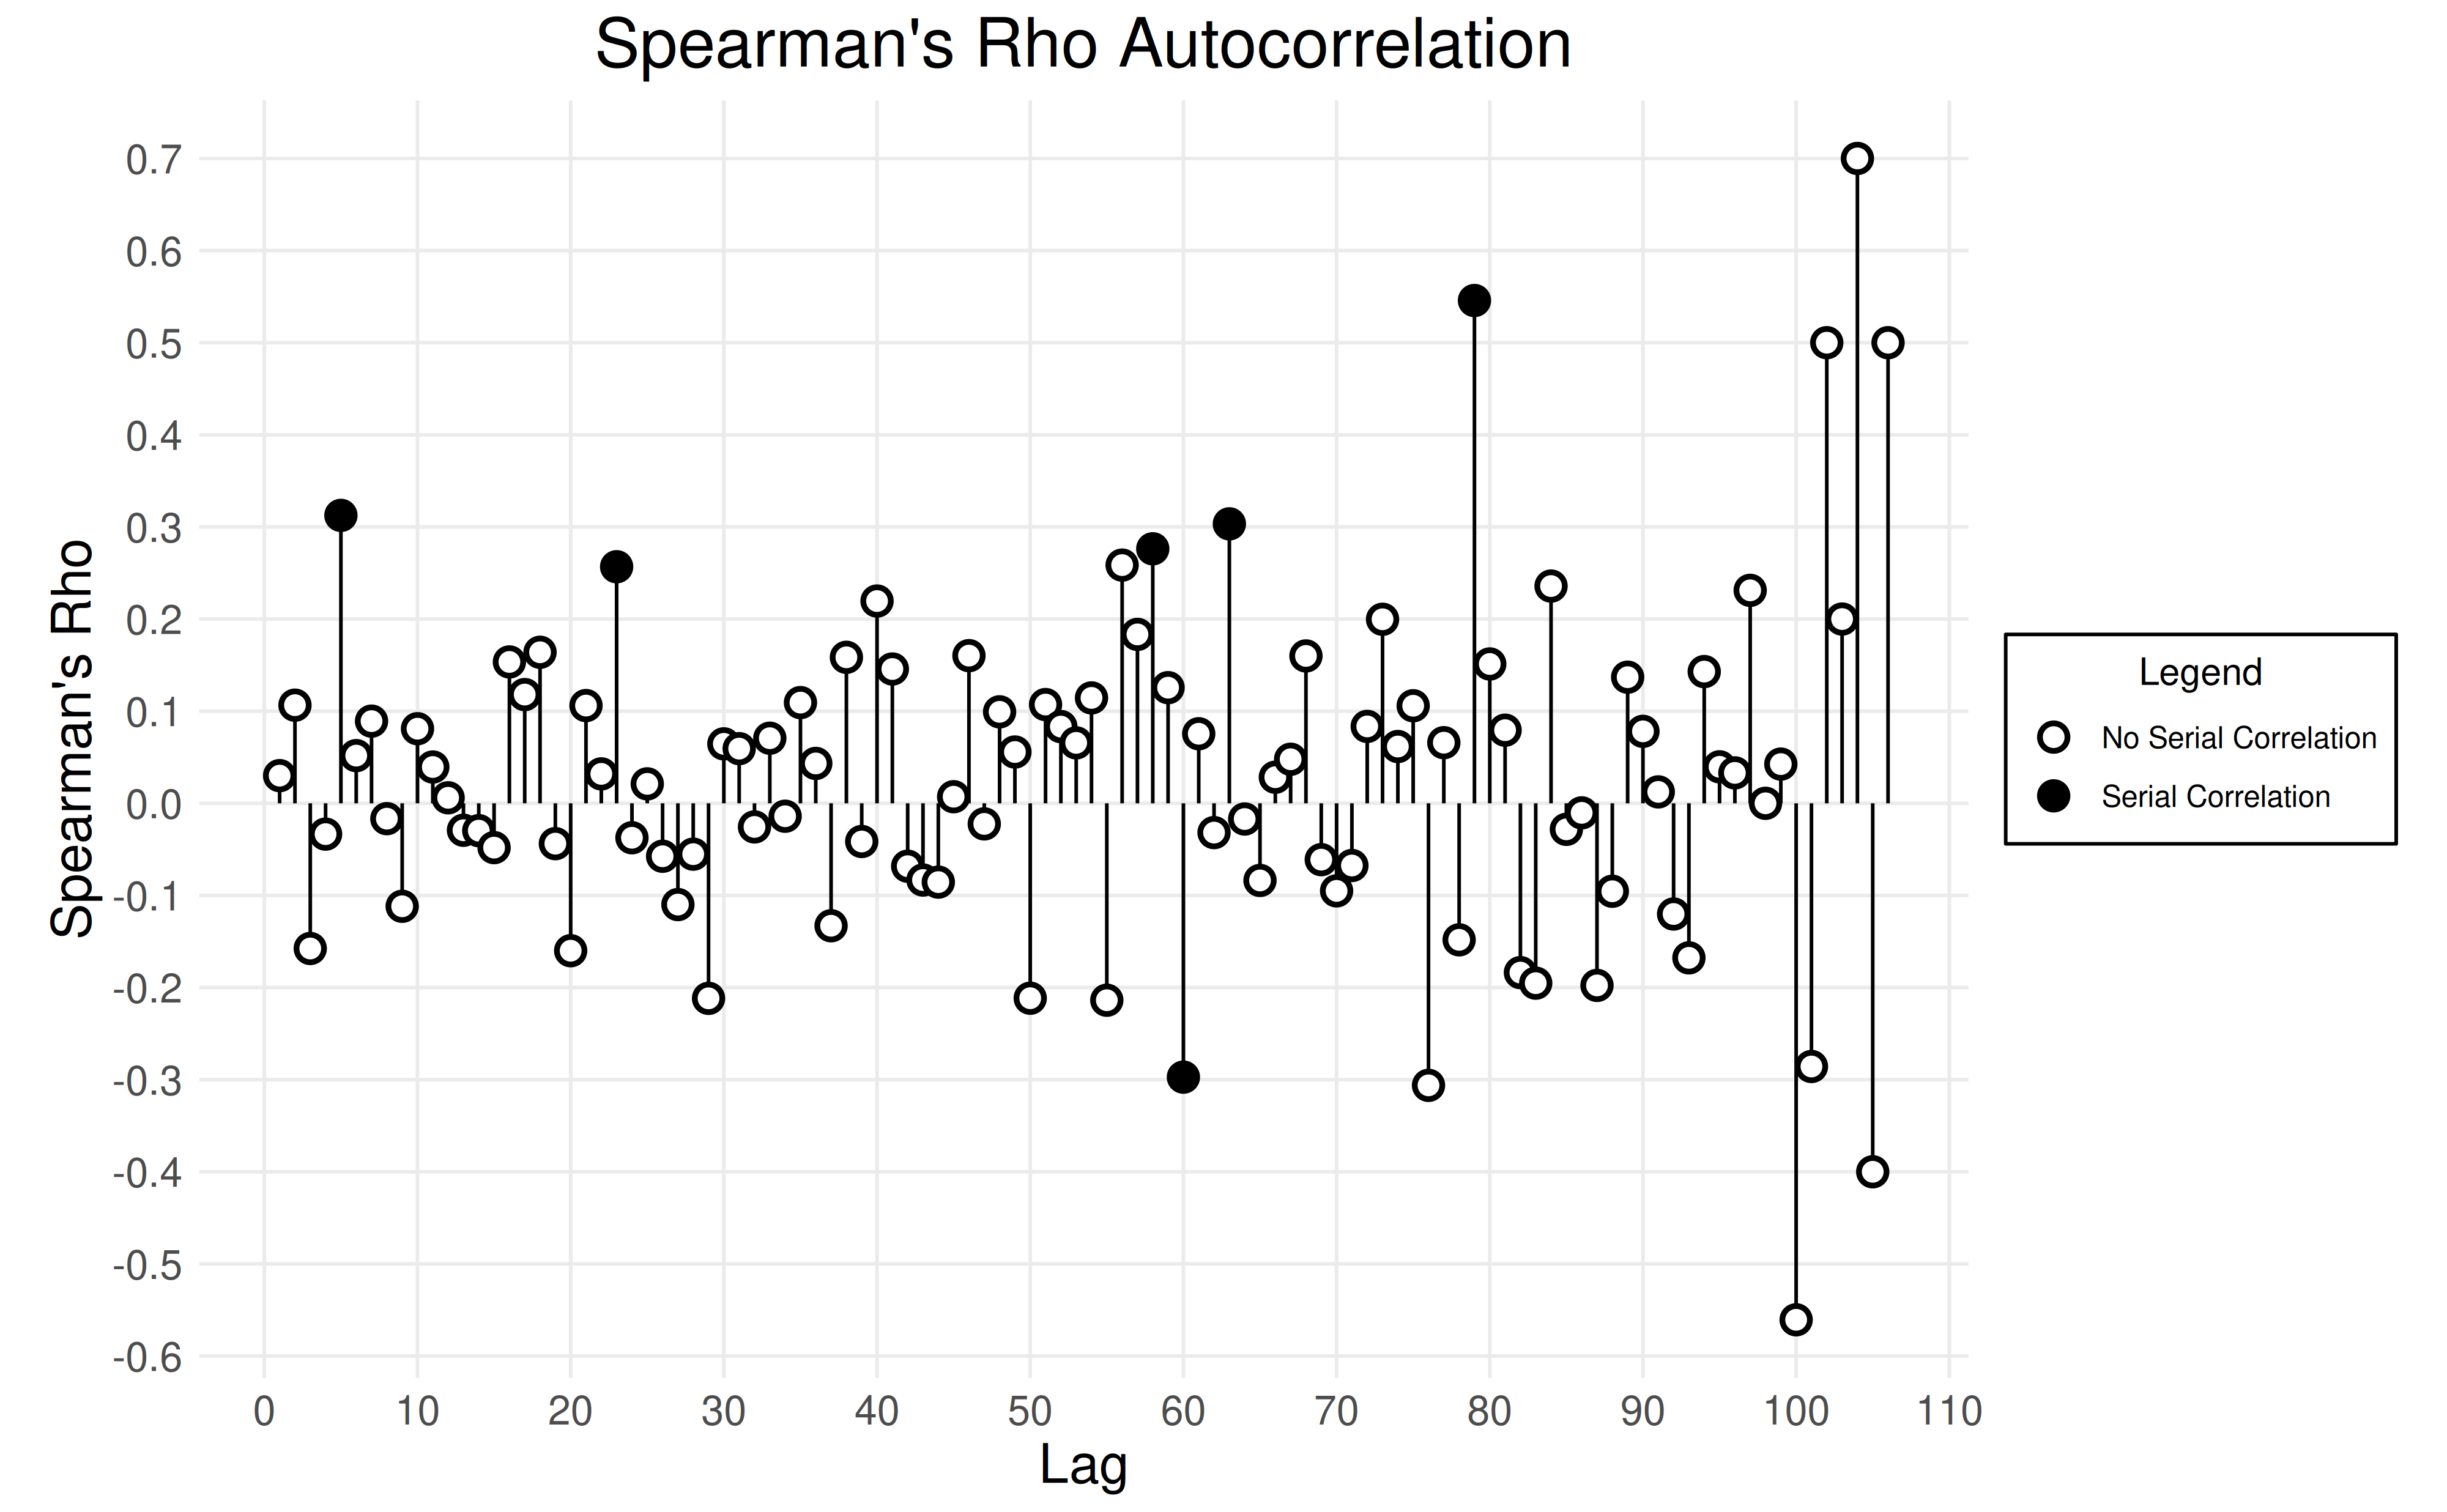 Spearman's Rho Autocorrelation
Spearman's Rho
0.7
0.6
0.5
0.4
0.3
0.2
0.1
0.0
-0.1
-0.2
-0.3
-0.4
-0.5
-0.6
0 10 20 30 40 50 60 70 80 90 100 110
Lag
Legend
No Serial Correlation
Serial Correlation